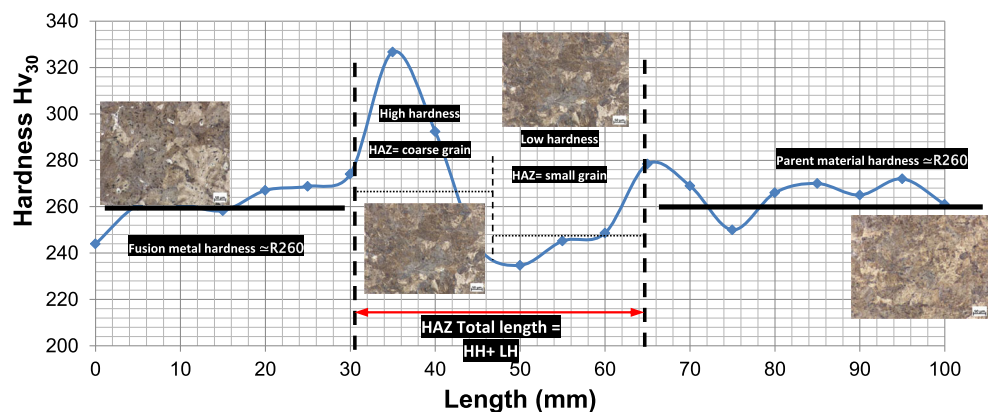 Hardness Hv30
340
320
300
280
260
240
220
200
High hardness
HAZ= coarse grain
Low hardness
HAZ= small grain
Parent material hardness ≃R260
Fusion metal hardness ≃R260
HAZ Total length =
HH+ LH
0
10
20
30
40
50
60
70
80
90
100
Length (mm)